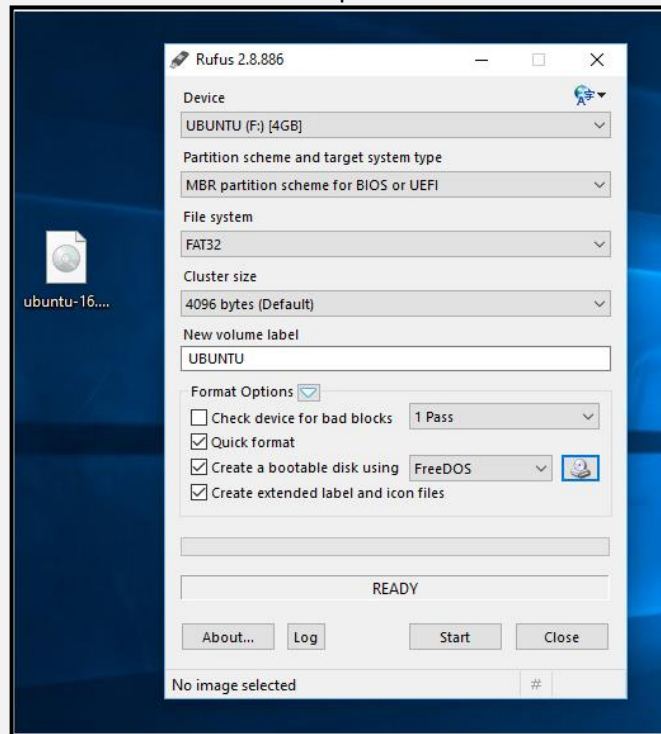 Rufus 2.8.886
Device
UBUNTU (F:) [4GB]
Partition scheme and target system type
MBR partition scheme for BIOS or UEFI
File system
FAT32
Cluster size
ubuntu-16....
4096 bytes (Default)
New volume label
UBUNTU
Format Options
Check device for bad blocks 1 Pass
Quick format
Create a bootable disk using FreeDOS
Create extended label and icon files
READY
About... Log Start Close
No image selected #